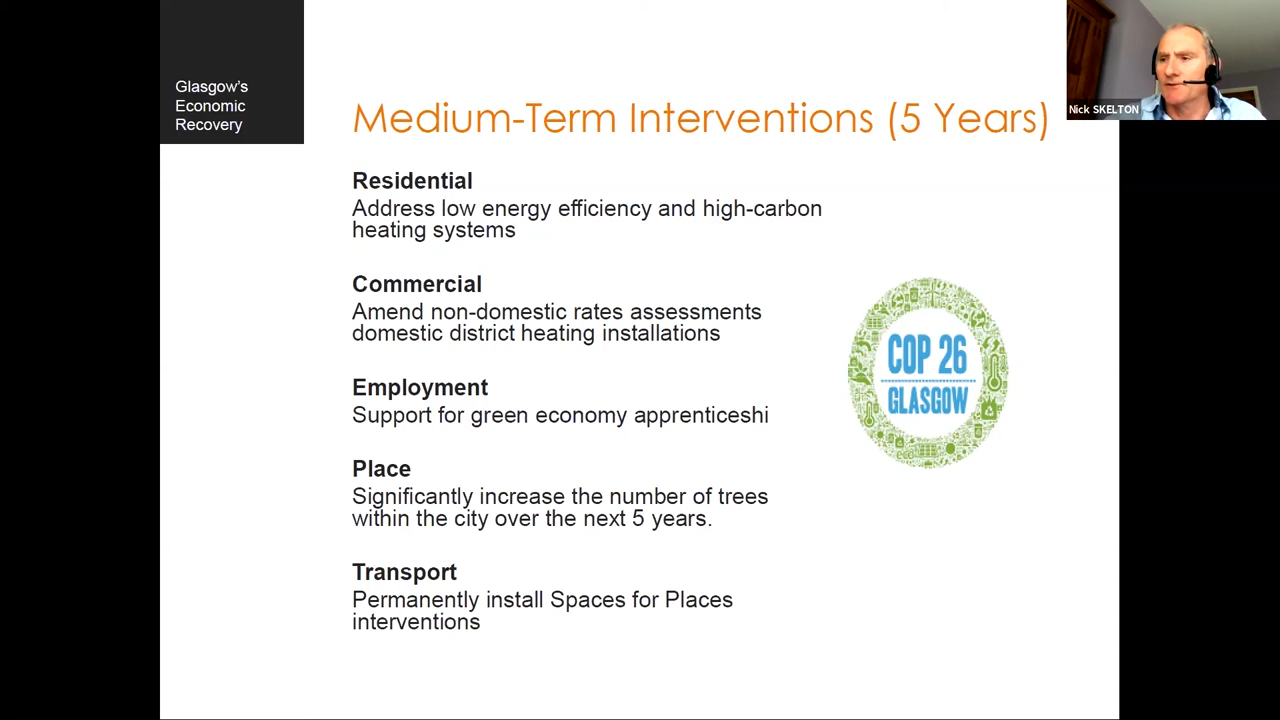 Glasgow's
Economic
Recovery
Medium-Term Interventions (5 Years)
Nick SKELTON
Residential
Address low energy efficiency and high-carbon
heating systems
Commercial
Amend non-domestic rates assessments
domestic district heating installations
Employment
Support for green economy apprenticeshi
Place
Significantly increase the number of trees
within the city over the next 5 years.
Transport
Permanently install Spaces for Places
interventions
COP 26
GLASGOW
eco